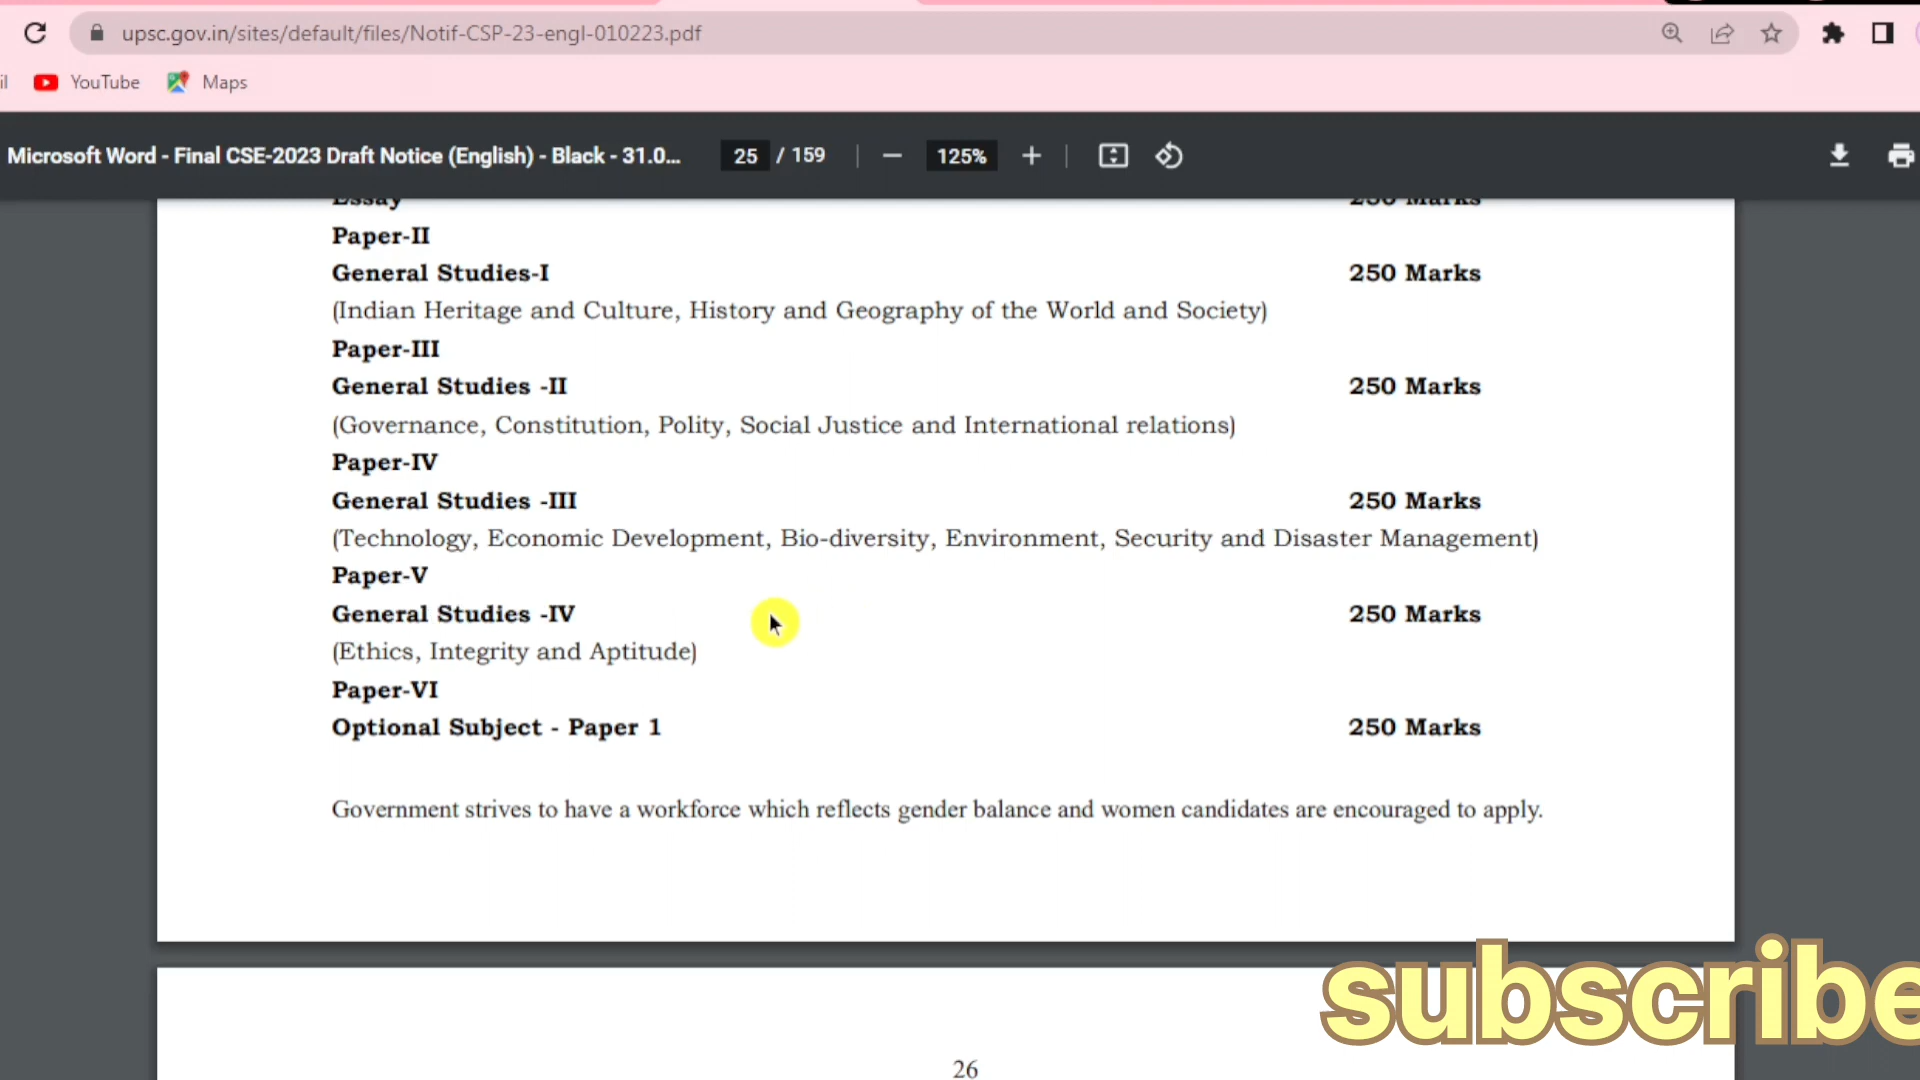 upsc.gov.in/sites/default/files/Notif-CSP-23-engl-010223.pdf
il YouTube Maps
Microsoft Word - Final CSE-2023 Draft Notice (English) - Black - 31.0... 25 / 159 125%
Essay 250 Marks
Paper-II
General Studies-I 250 Marks
(Indian Heritage and Culture, History and Geography of the World and Society)
Paper-III
General Studies -II 250 Marks
(Governance, Constitution, Polity, Social Justice and International relations)
Paper-IV
General Studies -III 250 Marks
(Technology, Economic Development, Bio-diversity, Environment, Security and Disaster Management)
Paper-V
General Studies -IV 250 Marks
(Ethics, Integrity and Aptitude)
Paper-VI
Optional Subject - Paper 1 250 Marks
Government strives to have a workforce which reflects gender balance and women candidates are encouraged to apply.
subscribe
26